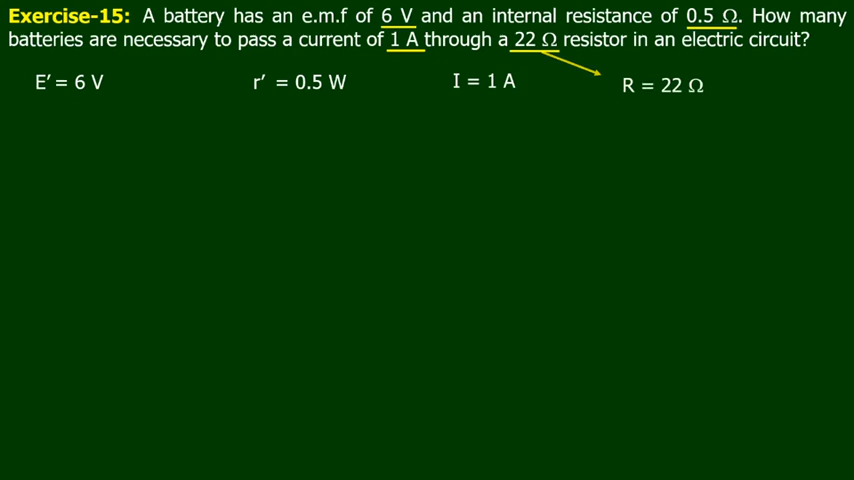 Exercise-15: A battery has an e.m.f of 6 V and an internal resistance of 0.5 Ω. How many
batteries are necessary to pass a current of 1 A through a 22 Ω resistor in an electric circuit?
E′ = 6 V r′ = 0.5 W I = 1 A R = 22 Ω